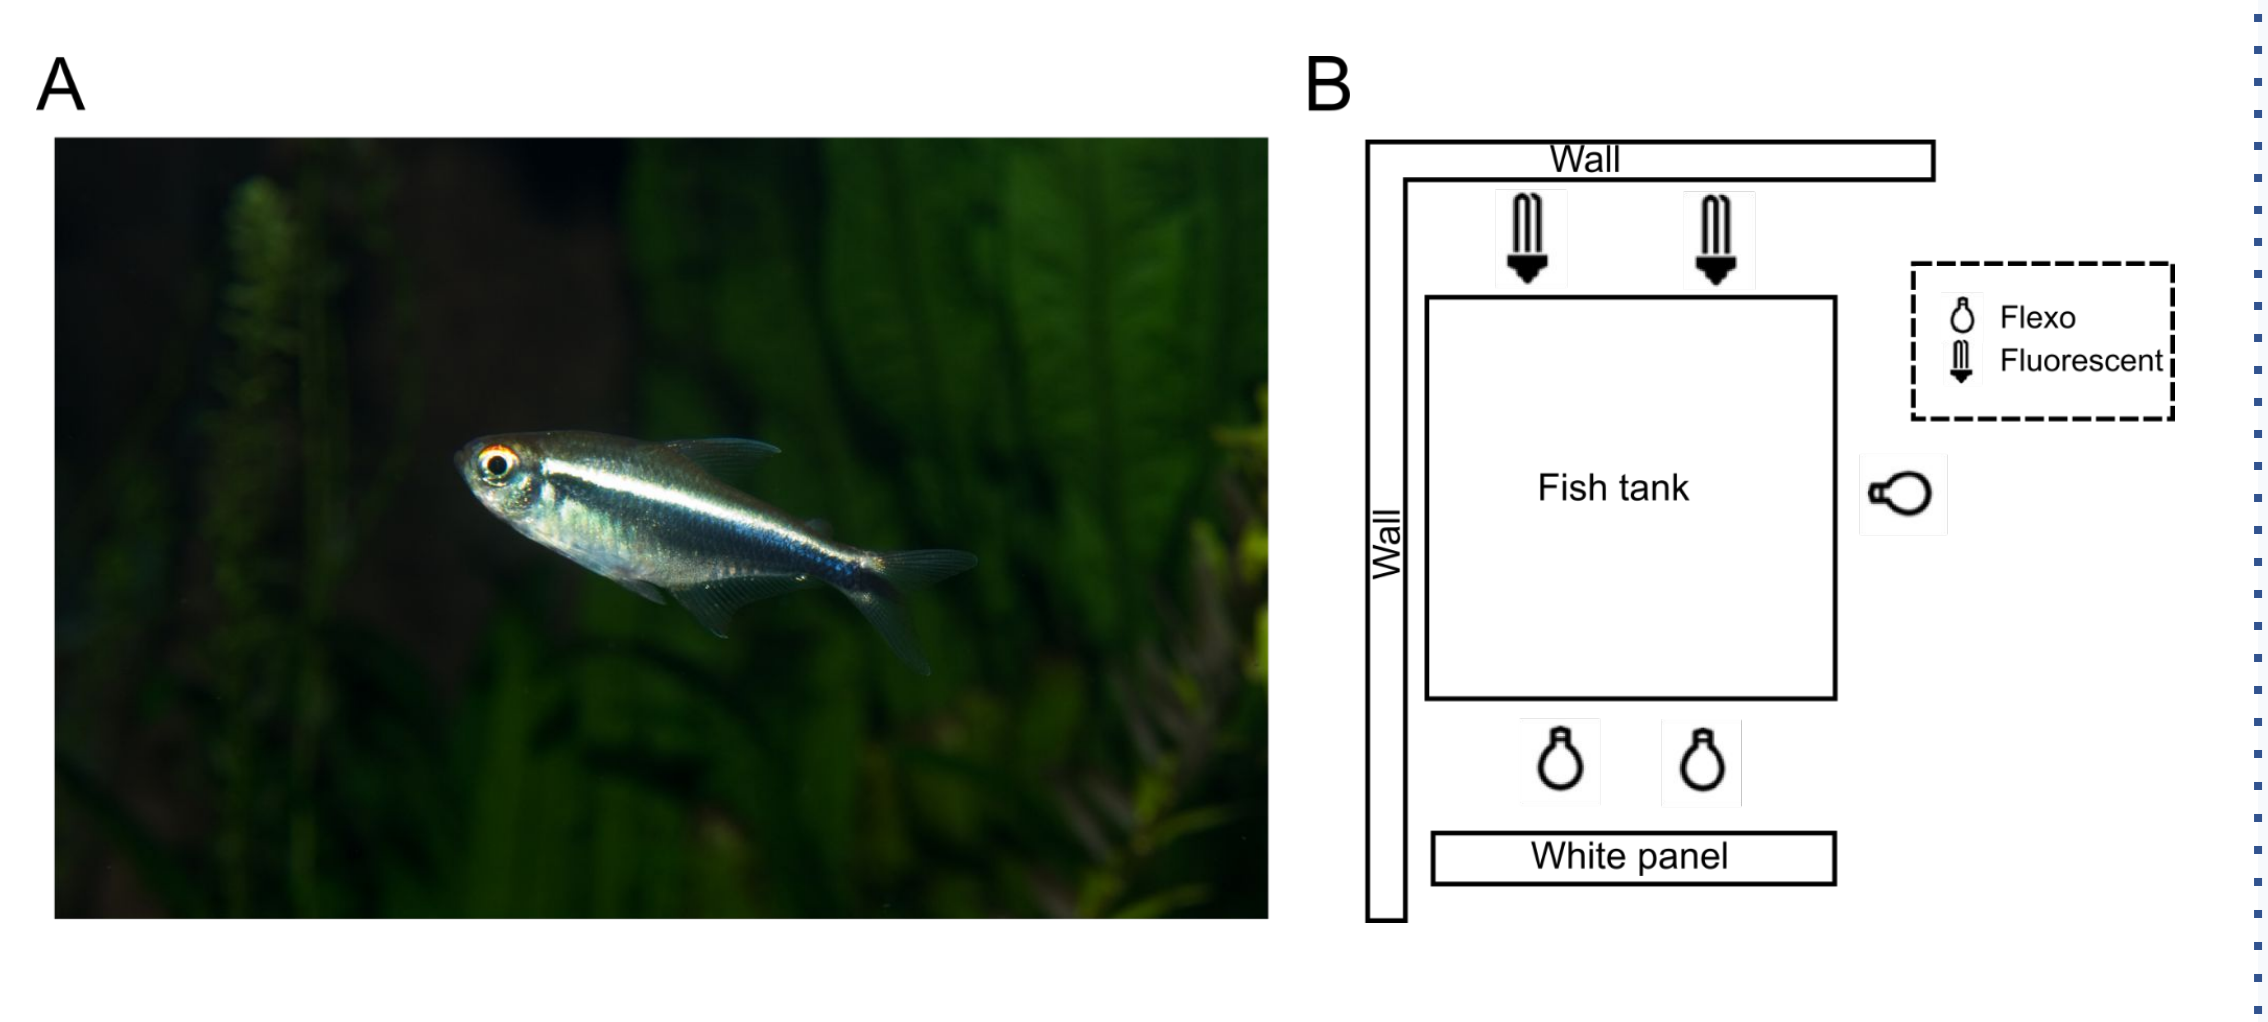 A
B
Wall
Flexo
Fluorescent
Fish tank
Wall
White panel